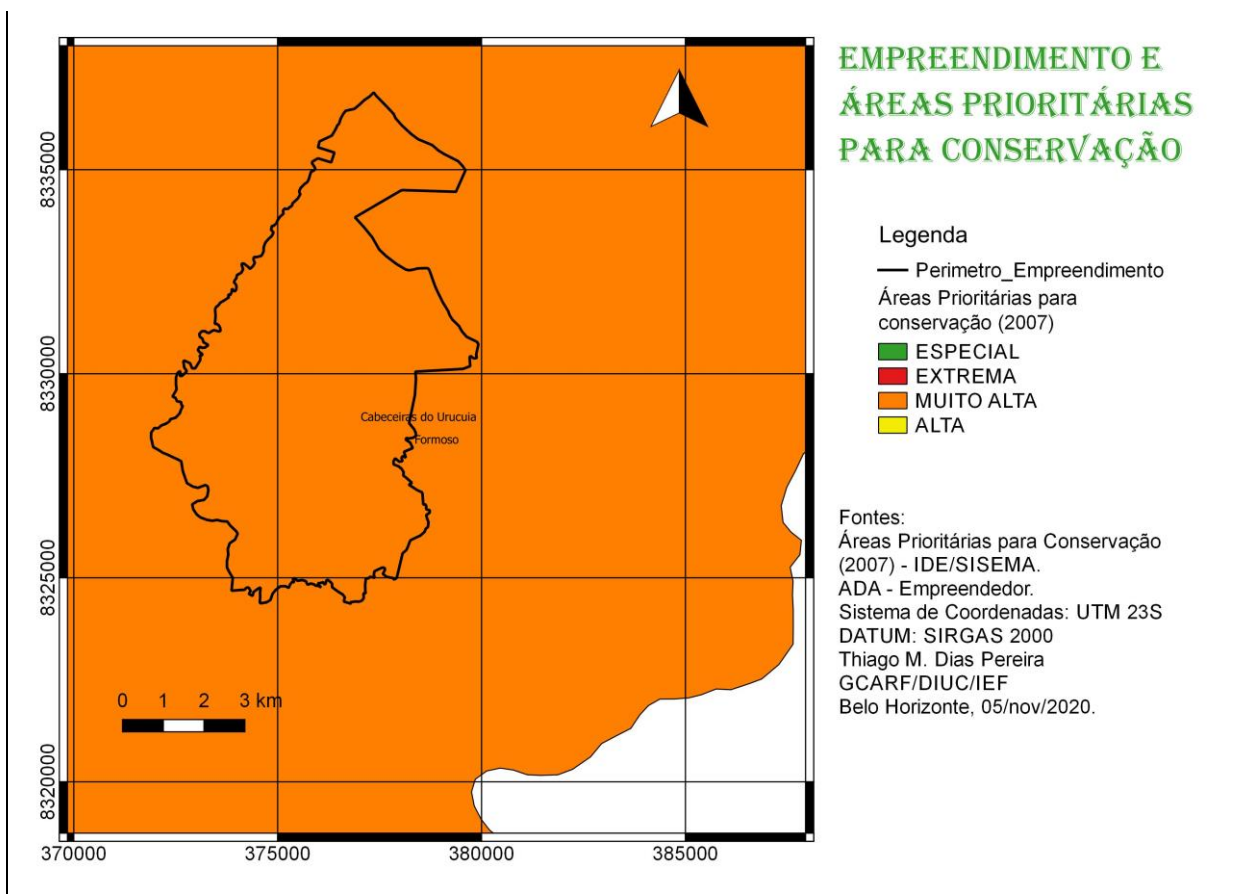 EMPREENDIMENTO E
ÁREAS PRIORITÁRIAS
PARA CONSERVAÇÃO
Legenda
Perimetro_Empreendimento
Áreas Prioritárias para
conservação (2007)
ESPECIAL
EXTREMA
MUITO ALTA
ALTA
Fontes:
Áreas Prioritárias para Conservação
(2007) - IDE/SISEMA.
ADA - Empreendedor.
Sistema de Coordenadas: UTM 23S
DATUM: SIRGAS 2000
Thiago M. Dias Pereira
GCARF/DIUC/IEF
Belo Horizonte, 05/nov/2020.
8335000
8330000
8325000
8320000
Cabeceiras do Urucuia
Formoso
0 1 2 3 km
370000 375000 380000 385000